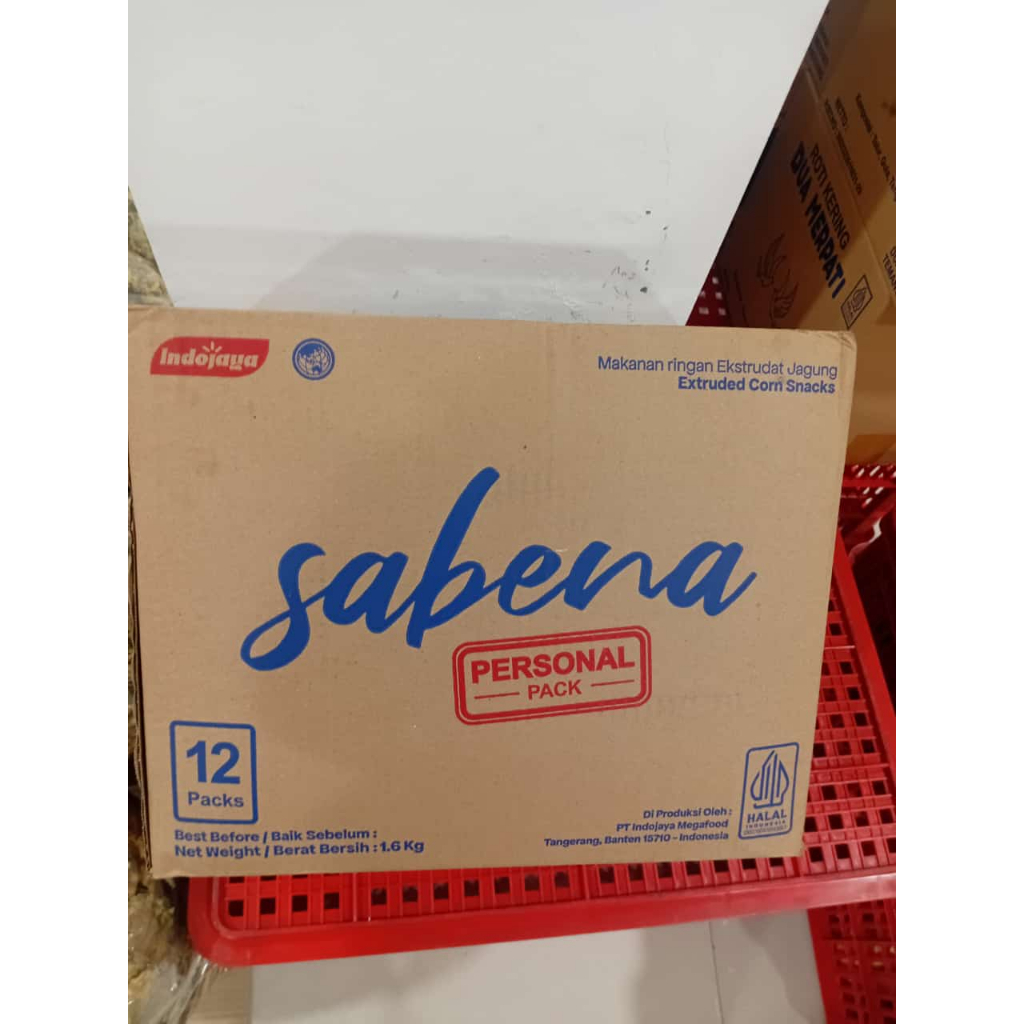 Indojaya
Makanan ringan Ekstrudat Jagung
Extruded Corn Snacks
sabena
PERSONAL
PACK
12
Packs
Best Before / Baik Sebelum :
Net Weight / Berat Bersih : 1.6 Kg
Di Produksi Oleh :
PT Indojaya Megafood
Tangerang, Banten 15710 - Indonesia
HALAL
INDONESIA
ROTI KERING
DUA MERPATI